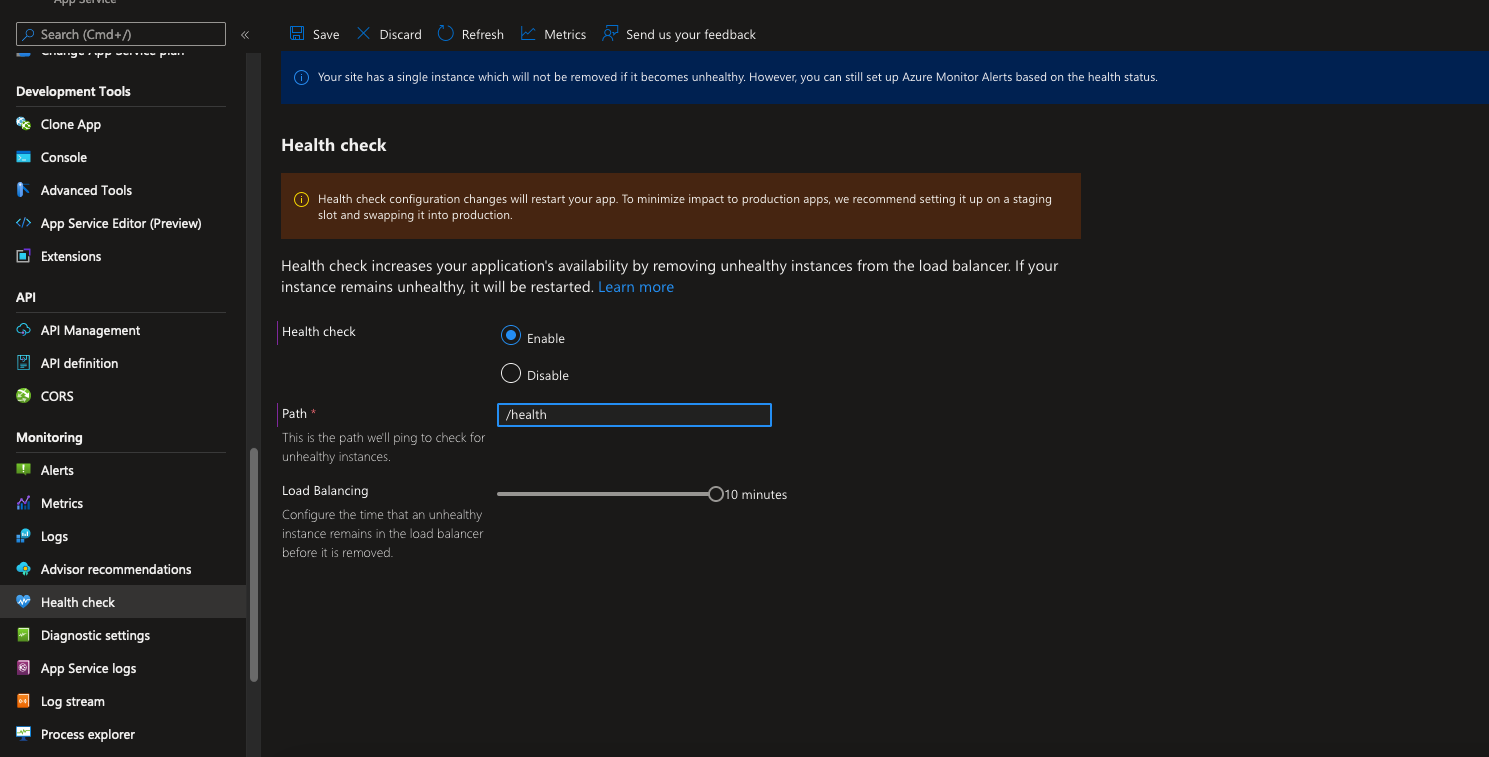 App Service
Search (Cmd+/)
«
Save
Discard
Refresh
Metrics
Send us your feedback
Change App Service plan
Development Tools
Clone App
Console
Advanced Tools
App Service Editor (Preview)
Extensions
API
API Management
API definition
CORS
Monitoring
Alerts
Metrics
Logs
Advisor recommendations
Health check
Diagnostic settings
App Service logs
Log stream
Process explorer
Your site has a single instance which will not be removed if it becomes unhealthy. However, you can still set up Azure Monitor Alerts based on the health status.
Health check
Health check configuration changes will restart your app. To minimize impact to production apps, we recommend setting it up on a staging
slot and swapping it into production.
Health check increases your application's availability by removing unhealthy instances from the load balancer. If your
instance remains unhealthy, it will be restarted. Learn more
Health check
Enable
Disable
Path *
/health
This is the path we'll ping to check for
unhealthy instances.
Load Balancing
10 minutes
Configure the time that an unhealthy
instance remains in the load balancer
before it is removed.